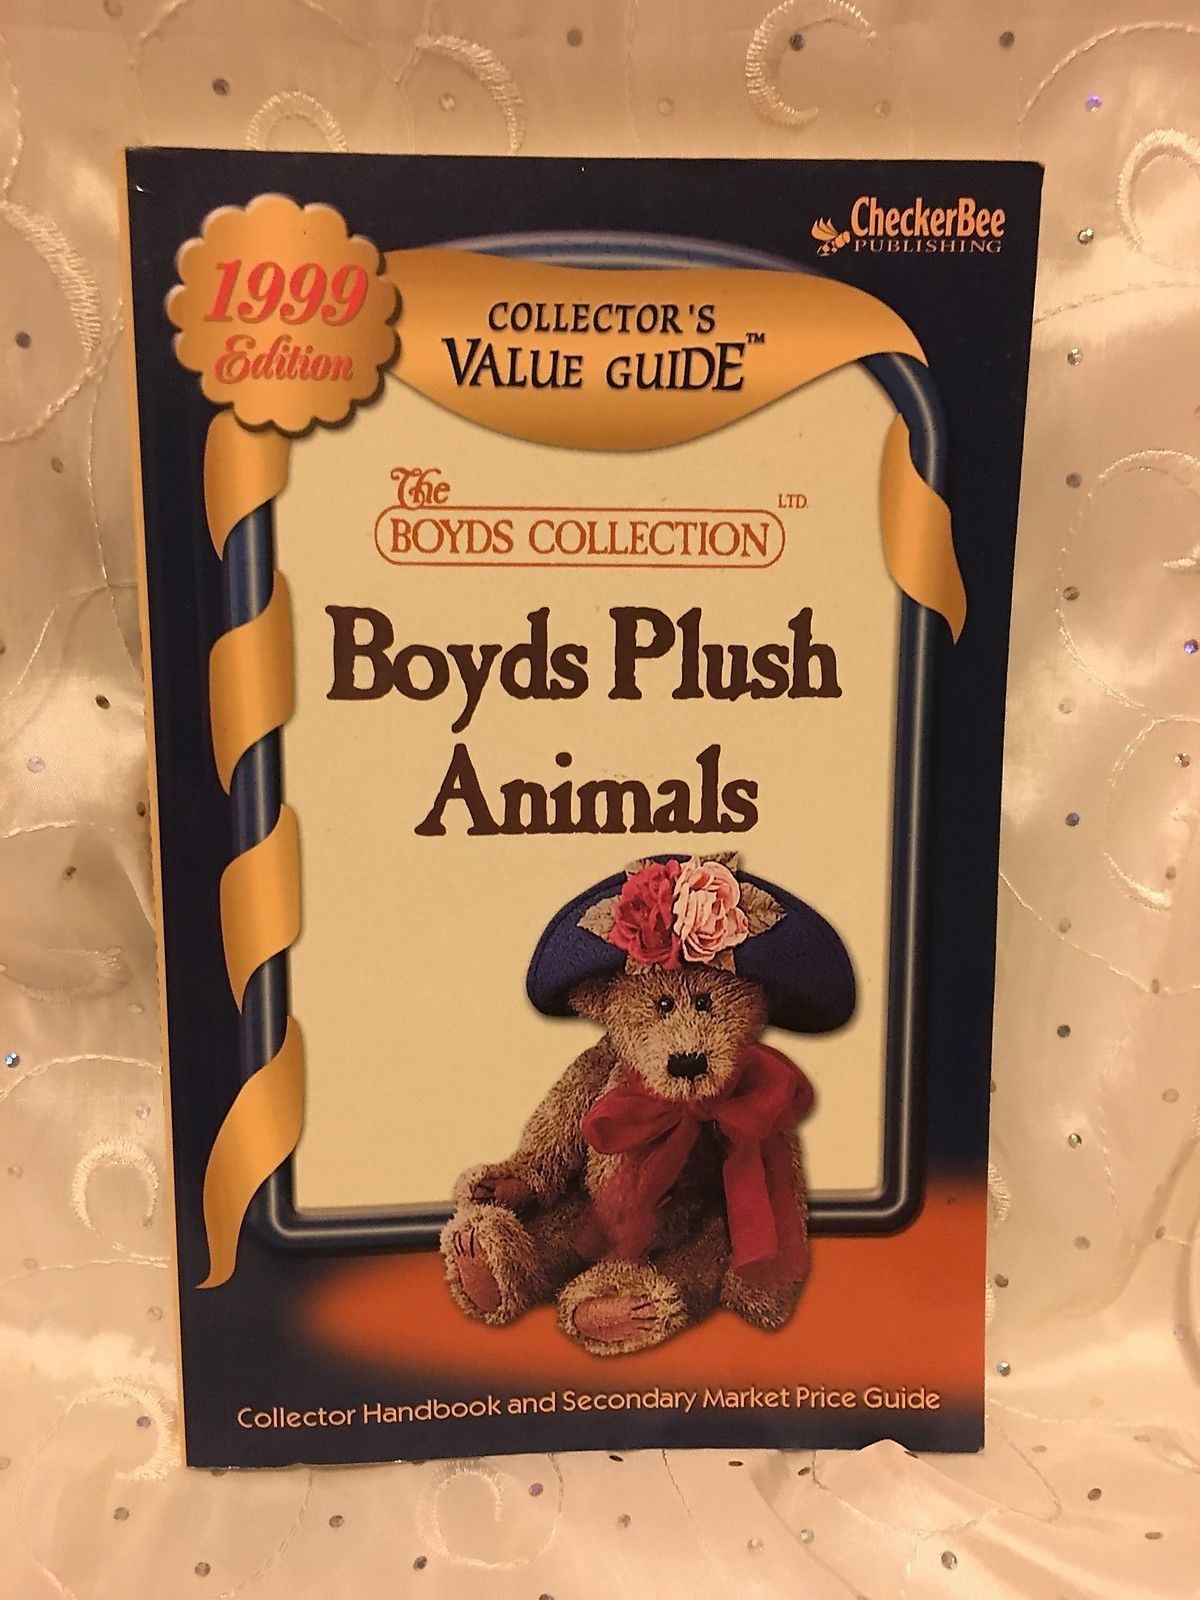 CheckerBee
PUBLISHING
1999
Edition
COLLECTOR'S
VALUE GUIDE™
The
BOYDS COLLECTION LTD.
Boyds Plush
Animals
Collector Handbook and Secondary Market Price Guide